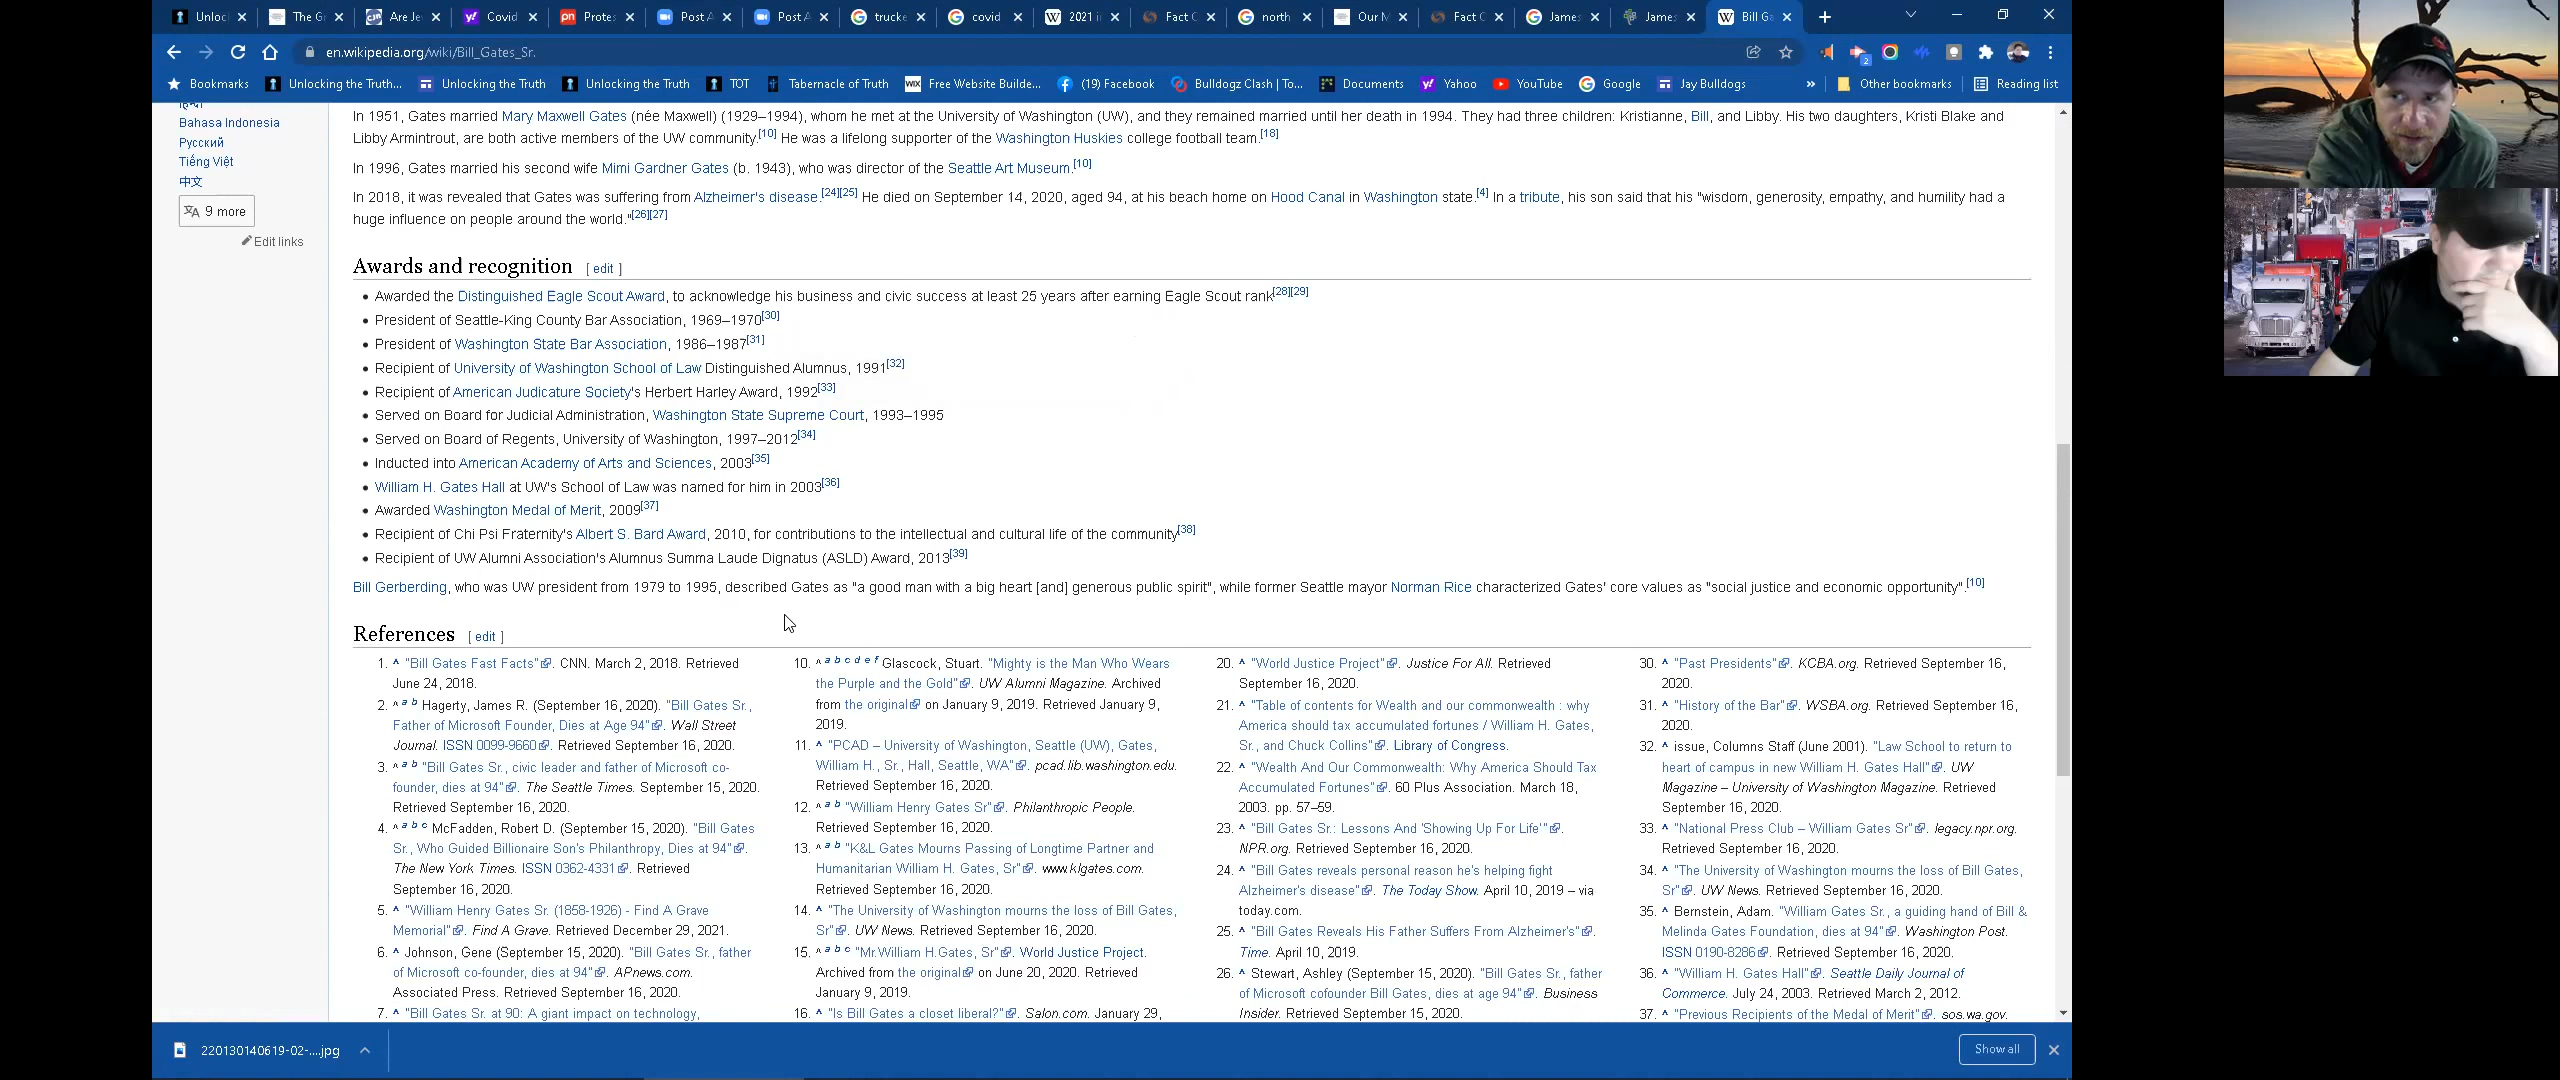 Unloc
The Gr
Are Je
Covid
Protes
Post A
Post A
trucke
covid
2021 i
Fact C
north
Our M
Fact C
James
James
Bill Ga
en.wikipedia.org/wiki/Bill_Gates_Sr.
2
Bookmarks
Unlocking the Truth...
Unlocking the Truth
Unlocking the Truth
TOT
Tabernacle of Truth
Free Website Builde...
(19) Facebook
Bulldogz Clash | To...
Documents
Yahoo
YouTube
Google
Jay Bulldogs
»
Other bookmarks
Reading list
Bahasa Indonesia
Русский
Tiếng Việt
中文
9 more
Edit links
In 1951, Gates married Mary Maxwell Gates (née Maxwell) (1929–1994), whom he met at the University of Washington (UW), and they remained married until her death in 1994. They had three children: Kristianne, Bill, and Libby. His two daughters, Kristi Blake and
Libby Armintrout, are both active members of the UW community.[10] He was a lifelong supporter of the Washington Huskies college football team.[18]
In 1996, Gates married his second wife Mimi Gardner Gates (b. 1943), who was director of the Seattle Art Museum.[10]
In 2018, it was revealed that Gates was suffering from Alzheimer's disease.[24][25] He died on September 14, 2020, aged 94, at his beach home on Hood Canal in Washington state.[4] In a tribute, his son said that his "wisdom, generosity, empathy, and humility had a
huge influence on people around the world."[26][27]
Awards and recognition [ edit ]
• Awarded the Distinguished Eagle Scout Award, to acknowledge his business and civic success at least 25 years after earning Eagle Scout rank[28][29]
• President of Seattle-King County Bar Association, 1969–1970[30]
• President of Washington State Bar Association, 1986–1987[31]
• Recipient of University of Washington School of Law Distinguished Alumnus, 1991[32]
• Recipient of American Judicature Society's Herbert Harley Award, 1992[33]
• Served on Board for Judicial Administration, Washington State Supreme Court, 1993–1995
• Served on Board of Regents, University of Washington, 1997–2012[34]
• Inducted into American Academy of Arts and Sciences, 2003[35]
• William H. Gates Hall at UW's School of Law was named for him in 2003[36]
• Awarded Washington Medal of Merit, 2009[37]
• Recipient of Chi Psi Fraternity's Albert S. Bard Award, 2010, for contributions to the intellectual and cultural life of the community[38]
• Recipient of UW Alumni Association's Alumnus Summa Laude Dignatus (ASLD) Award, 2013[39]
Bill Gerberding, who was UW president from 1979 to 1995, described Gates as "a good man with a big heart [and] generous public spirit", while former Seattle mayor Norman Rice characterized Gates' core values as "social justice and economic opportunity".[10]
References [ edit ]
1. ^ "Bill Gates Fast Facts". CNN. March 2, 2018. Retrieved
June 24, 2018.
2. ^ a b Hagerty, James R. (September 16, 2020). "Bill Gates Sr.,
Father of Microsoft Founder, Dies at Age 94". Wall Street
Journal. ISSN 0099-9660. Retrieved September 16, 2020.
3. ^ a b "Bill Gates Sr., civic leader and father of Microsoft co-
founder, dies at 94". The Seattle Times. September 15, 2020.
Retrieved September 16, 2020.
4. ^ a b c McFadden, Robert D. (September 15, 2020). "Bill Gates
Sr., Who Guided Billionaire Son's Philanthropy, Dies at 94".
The New York Times. ISSN 0362-4331. Retrieved
September 16, 2020.
5. ^ "William Henry Gates Sr. (1858-1926) - Find A Grave
Memorial". Find A Grave. Retrieved December 29, 2021.
6. ^ Johnson, Gene (September 15, 2020). "Bill Gates Sr., father
of Microsoft co-founder, dies at 94". APnews.com.
Associated Press. Retrieved September 16, 2020.
7. ^ "Bill Gates Sr. at 90: A giant impact on technology,
10. ^ a b c d e f Glascock, Stuart. "Mighty is the Man Who Wears
the Purple and the Gold". UW Alumni Magazine. Archived
from the original on January 9, 2019. Retrieved January 9,
2019.
11. ^ "PCAD – University of Washington, Seattle (UW), Gates,
William H., Sr., Hall, Seattle, WA". pcad.lib.washington.edu.
Retrieved September 16, 2020.
12. ^ a b "William Henry Gates Sr". Philanthropic People.
Retrieved September 16, 2020.
13. ^ a b "K&L Gates Mourns Passing of Longtime Partner and
Humanitarian William H. Gates, Sr". www.klgates.com.
Retrieved September 16, 2020.
14. ^ "The University of Washington mourns the loss of Bill Gates,
Sr". UW News. Retrieved September 16, 2020.
15. ^ a b c "Mr.William H.Gates, Sr". World Justice Project.
Archived from the original on June 20, 2020. Retrieved
January 9, 2019.
16. ^ "Is Bill Gates a closet liberal?". Salon.com. January 29,
20. ^ "World Justice Project". Justice For All. Retrieved
September 16, 2020.
21. ^ "Table of contents for Wealth and our commonwealth : why
America should tax accumulated fortunes / William H. Gates,
Sr., and Chuck Collins". Library of Congress.
22. ^ "Wealth And Our Commonwealth: Why America Should Tax
Accumulated Fortunes". 60 Plus Association. March 18,
2003. pp. 57–59.
23. ^ "Bill Gates Sr.: Lessons And 'Showing Up For Life'".
NPR.org. Retrieved September 16, 2020.
24. ^ "Bill Gates reveals personal reason he's helping fight
Alzheimer's disease". The Today Show. April 10, 2019 – via
today.com.
25. ^ "Bill Gates Reveals His Father Suffers From Alzheimer's".
Time. April 10, 2019.
26. ^ Stewart, Ashley (September 15, 2020). "Bill Gates Sr., father
of Microsoft cofounder Bill Gates, dies at age 94". Business
Insider. Retrieved September 15, 2020.
30. ^ "Past Presidents". KCBA.org. Retrieved September 16,
2020.
31. ^ "History of the Bar". WSBA.org. Retrieved September 16,
2020.
32. ^ issue, Columns Staff (June 2001). "Law School to return to
heart of campus in new William H. Gates Hall". UW
Magazine – University of Washington Magazine. Retrieved
September 16, 2020.
33. ^ "National Press Club – William Gates Sr". legacy.npr.org.
Retrieved September 16, 2020.
34. ^ "The University of Washington mourns the loss of Bill Gates,
Sr". UW News. Retrieved September 16, 2020.
35. ^ Bernstein, Adam. "William Gates Sr., a guiding hand of Bill &
Melinda Gates Foundation, dies at 94". Washington Post.
ISSN 0190-8286. Retrieved September 16, 2020.
36. ^ "William H. Gates Hall". Seattle Daily Journal of
Commerce. July 24, 2003. Retrieved March 2, 2012.
37. ^ "Previous Recipients of the Medal of Merit". sos.wa.gov.
220130140619-02-....jpg
Show all